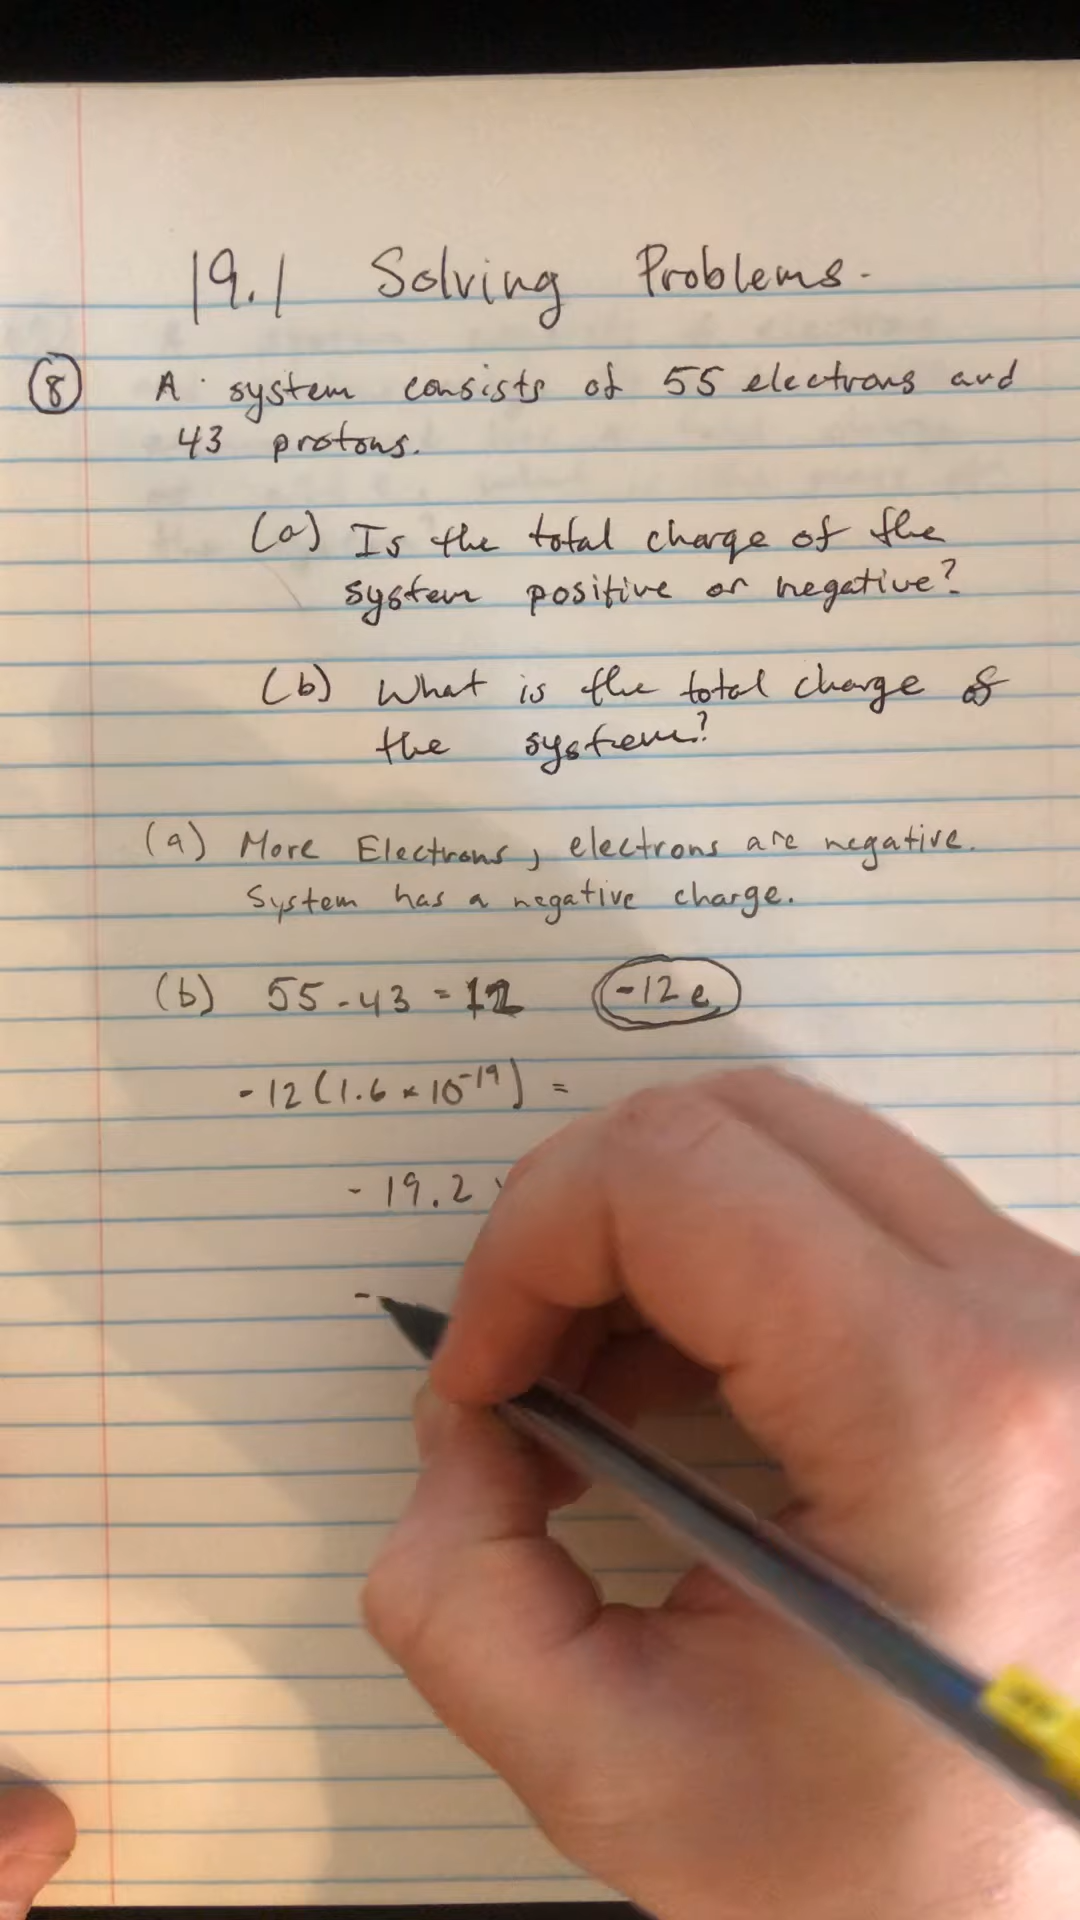 19.1 Solving Problems.
8 A system consists of 55 electrons and
43 protons.
(a) Is the total charge of the
system positive or negative?
(b) What is the total charge of
the system?
(a) More Electrons, electrons are negative.
System has a negative charge.
(b) 55 - 43 = 12 -12 e
-12 (1.6 × 10⁻¹⁹) =
- 19.2
-